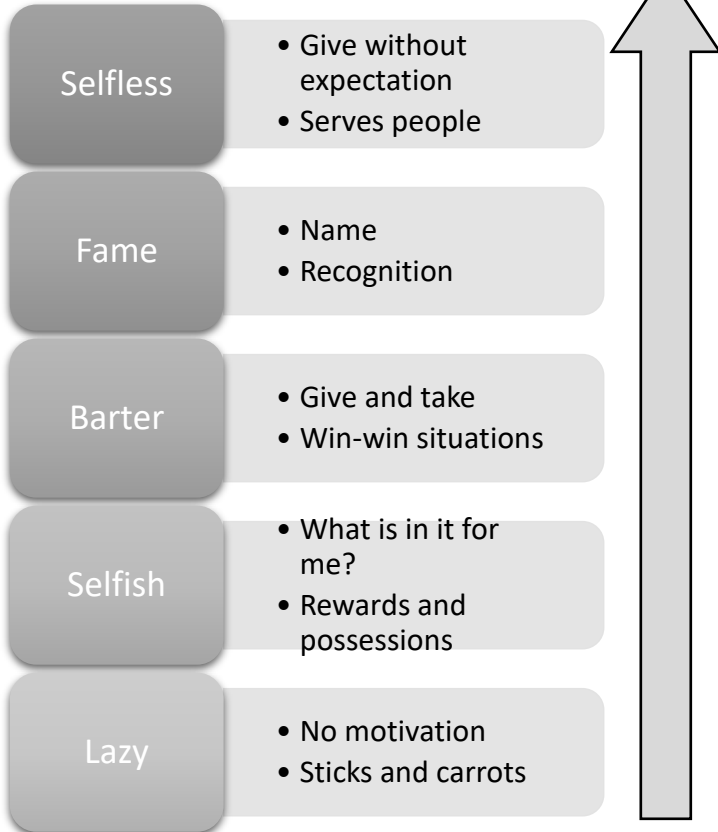 Selfless
• Give without
expectation
• Serves people
Fame
• Name
• Recognition
Barter
• Give and take
• Win-win situations
Selfish
• What is in it for
me?
• Rewards and
possessions
Lazy
• No motivation
• Sticks and carrots